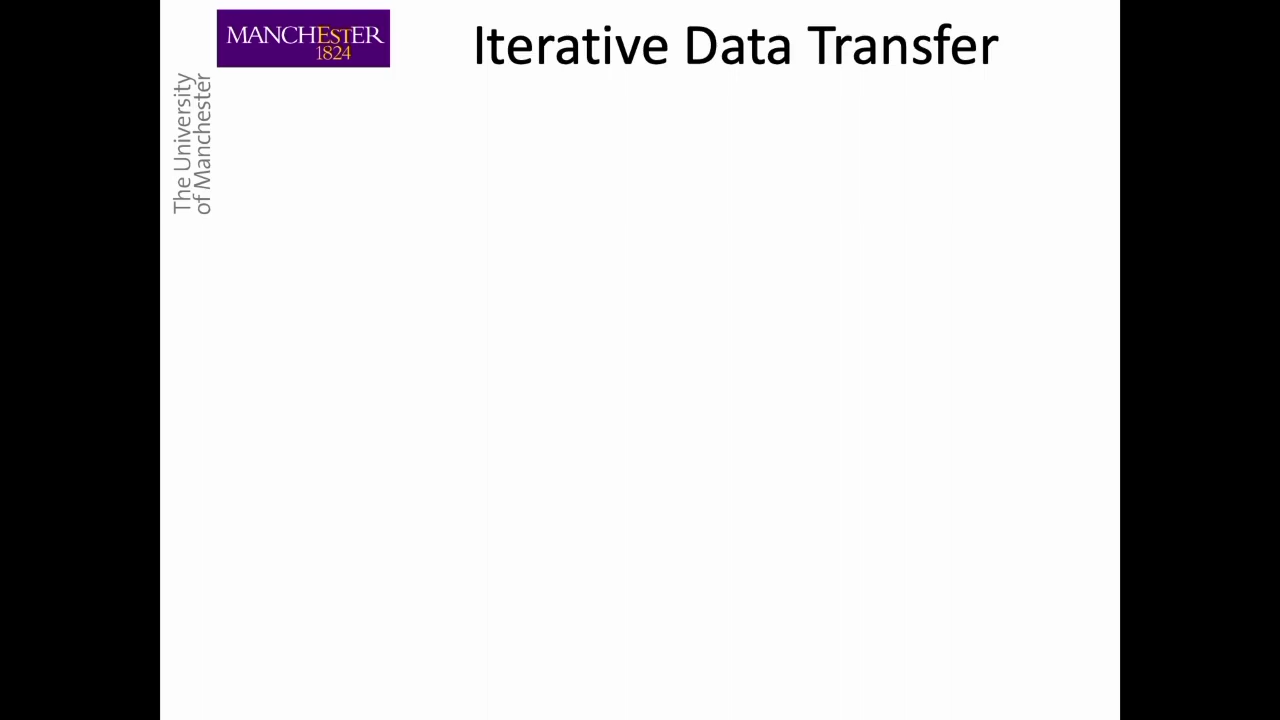 MANCHEStER
1824
The University
of Manchester
Iterative Data Transfer